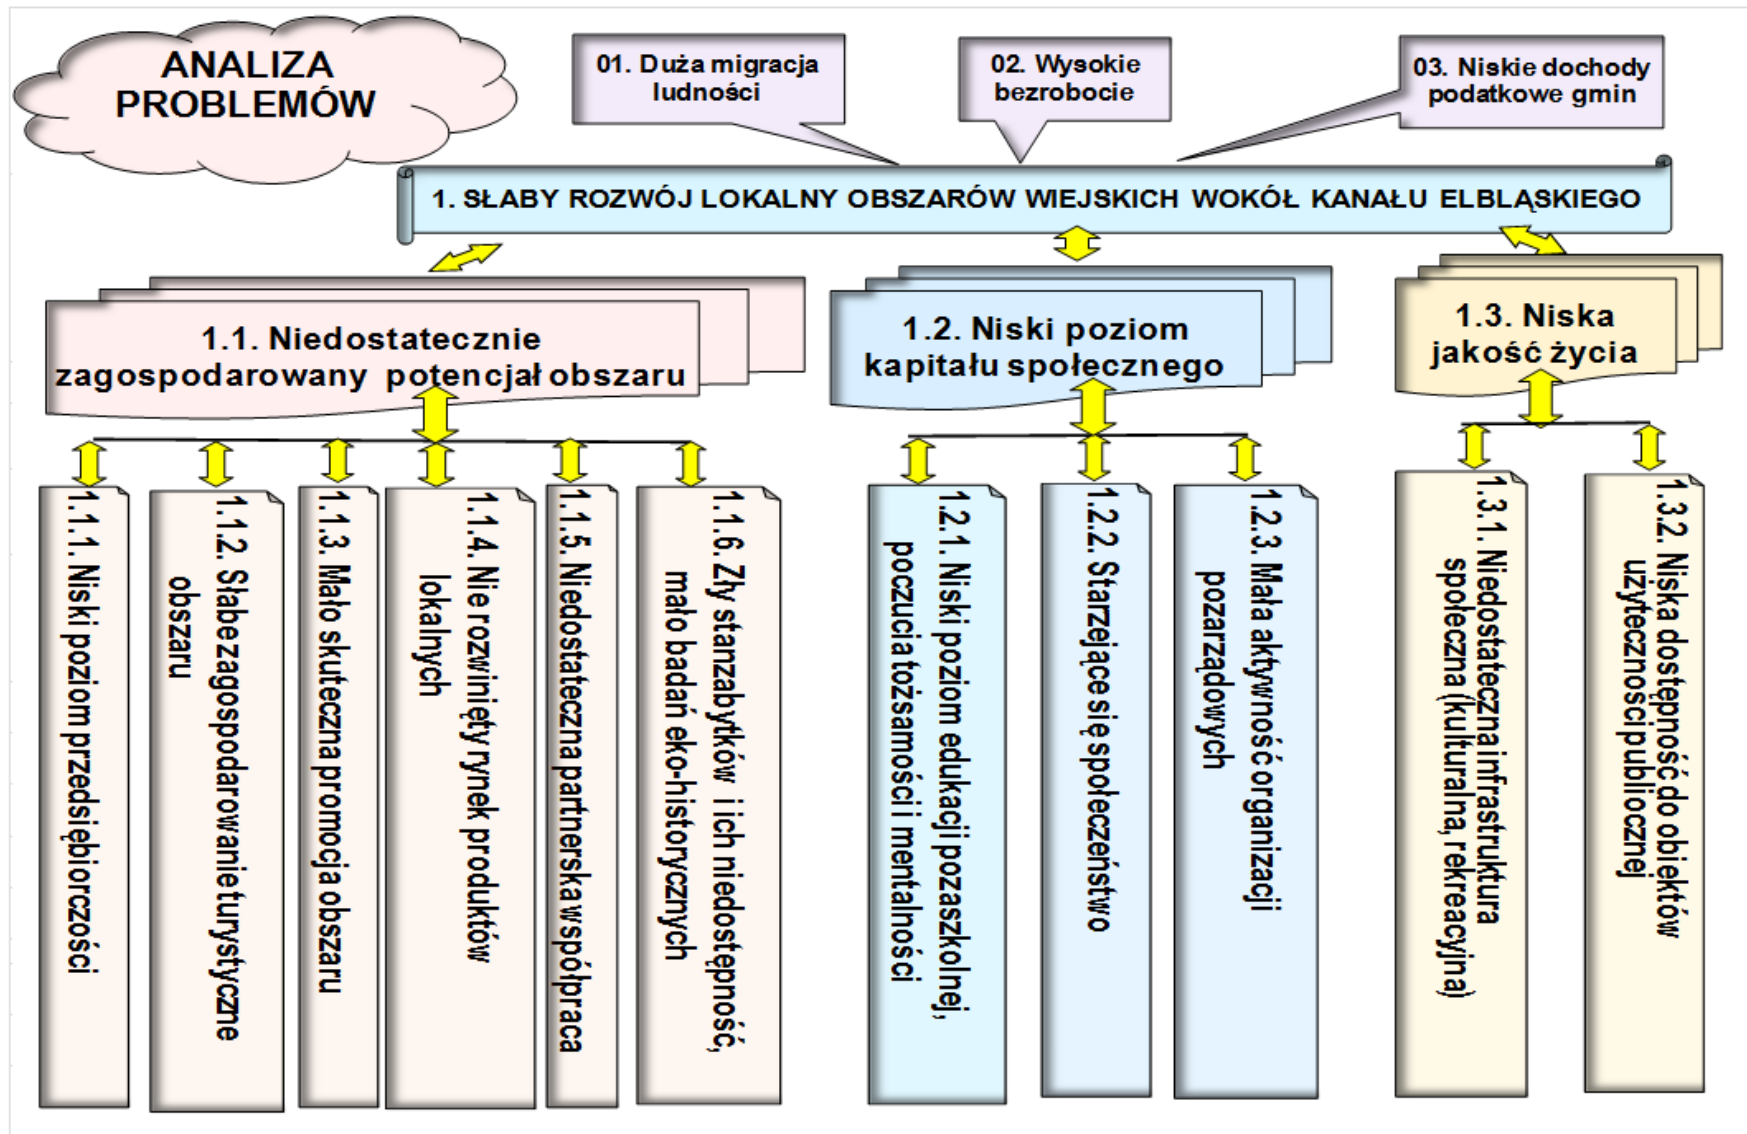 ANALIZA
PROBLEMÓW
01. Duża migracja
ludności
02. Wysokie
bezrobocie
03. Niskie dochody
podatkowe gmin
1. SŁABY ROZWÓJ LOKALNY OBSZARÓW WIEJSKICH WOKÓŁ KANAŁU ELBLĄSKIEGO
1.1. Niedostatecznie
zagospodarowany potencjał obszaru
1.2. Niski poziom
kapitału społecznego
1.3. Niska
jakość życia
1.1.1. Niski poziom przedsiębiorczości
1.1.2. Słabe zagospodarowanie turystyczne
obszaru
1.1.3. Mało skuteczna promocja obszaru
1.1.4. Nie rozwinięty rynek produktów
lokalnych
1.1.5. Niedostateczna partnerska współpraca
1.1.6. Zły stan zabytków i ich niedostępność,
mało badań eko-historycznych
1.2.1. Niski poziom edukacji pozaszkolnej,
poczucia tożsamości i mentalności
1.2.2. Starzejące się społeczeństwo
1.2.3. Mała aktywność organizacji
pozarządowych
1.3.1. Niedostateczna infrastruktura
społeczna (kulturalna, rekreacyjna)
1.3.2. Niska dostępność do obiektów
użyteczności publiocznej